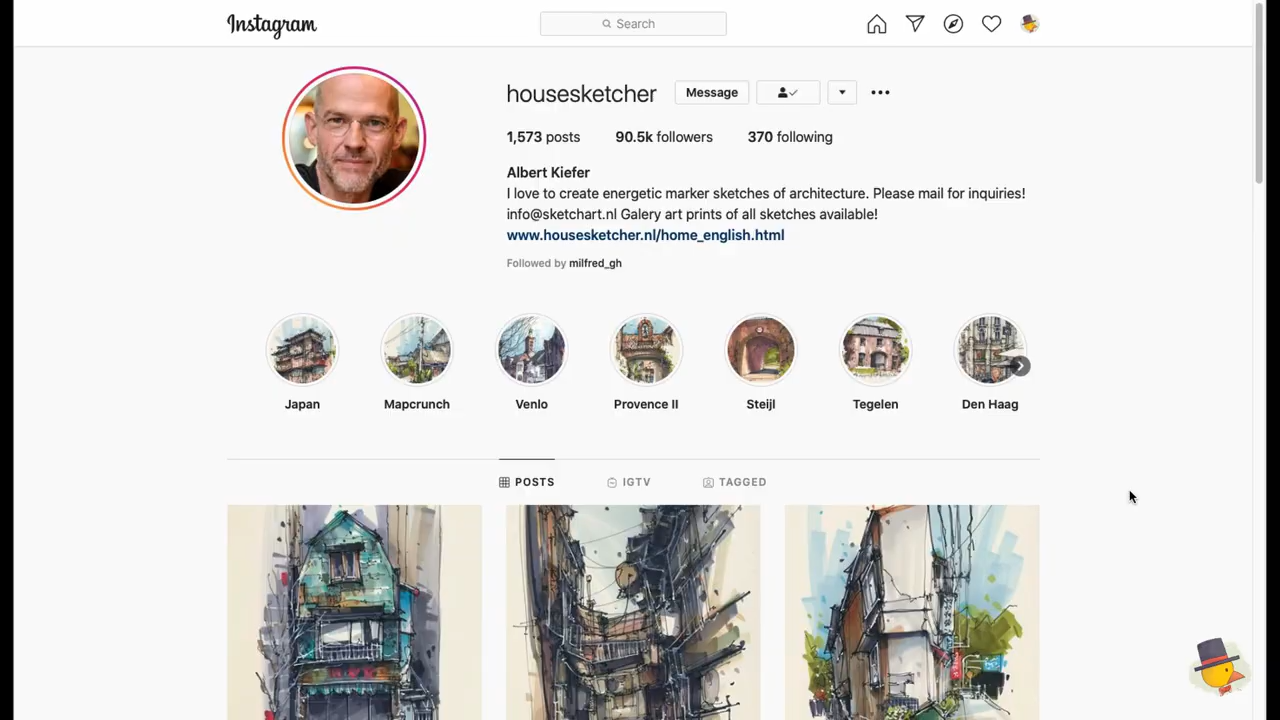 Instagram
Search
housesketcher
Message
1,573 posts
90.5k followers
370 following
Albert Kiefer
I love to create energetic marker sketches of architecture. Please mail for inquiries!
info@sketchart.nl Galery art prints of all sketches available!
www.housesketcher.nl/home_english.html
Followed by milfred_gh
Japan
Mapcrunch
Venlo
Provence II
Steijl
Tegelen
Den Haag
POSTS
IGTV
TAGGED